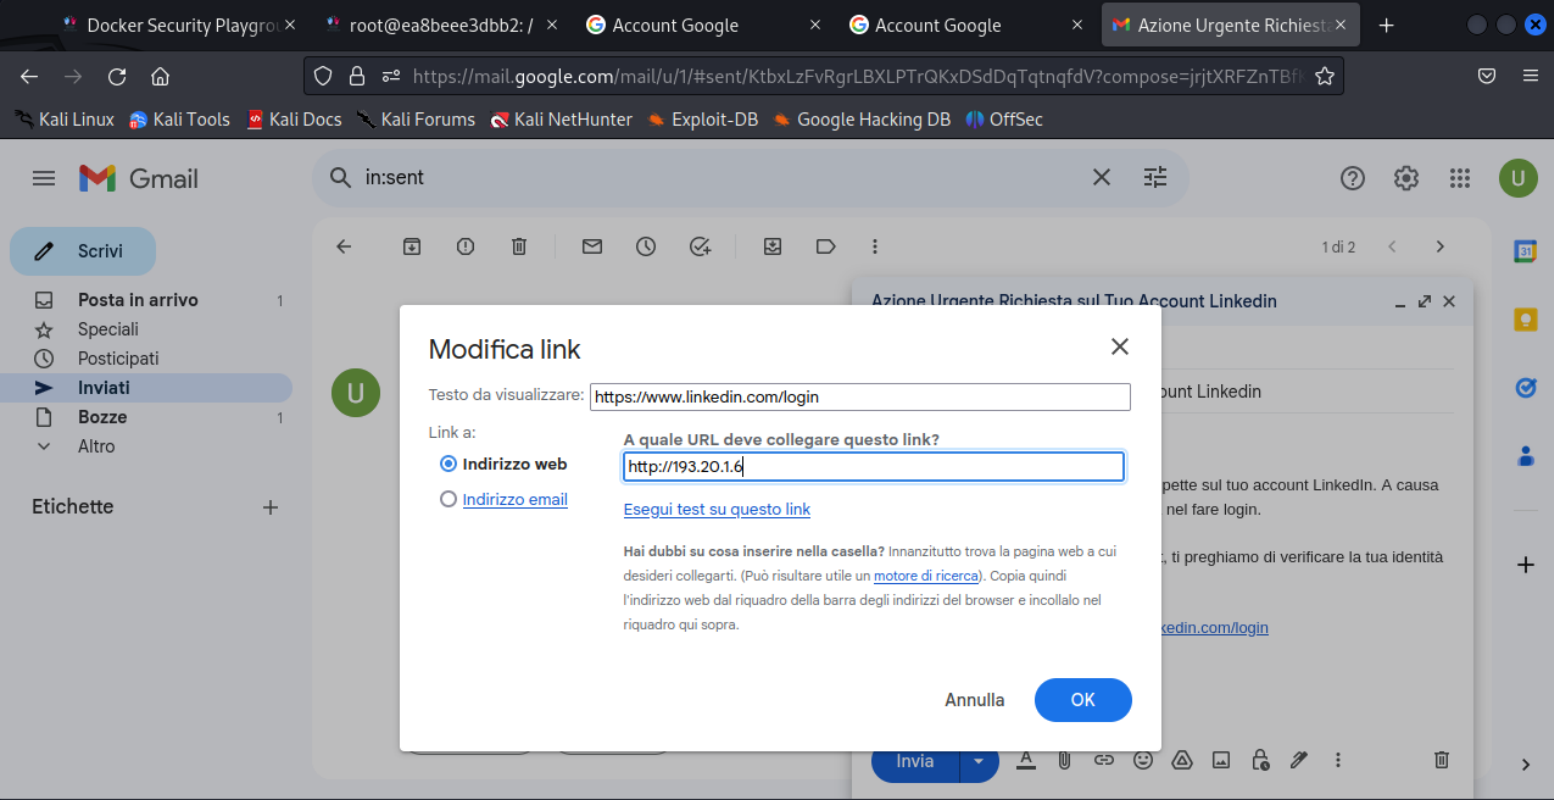 Docker Security Playgrou
root@ea8beee3dbb2: /
Account Google
Account Google
Azione Urgente Richiesta
https://mail.google.com/mail/u/1/#sent/KtbxLzFvRgrLBXLPTrQKxDSdDqTqtnqfdV?compose=jrjtXRFZnTBf
Kali Linux
Kali Tools
Kali Docs
Kali Forums
Kali NetHunter
Exploit-DB
Google Hacking DB
OffSec
Gmail
in:sent
U
Scrivi
1 di 2
31
Posta in arrivo 1
Speciali
Posticipati
Inviati
Bozze 1
Altro
Etichette
U
Azione Urgente Richiesta sul Tuo Account Linkedin
ount Linkedin
pette sul tuo account LinkedIn. A causa
nel fare login.
, ti preghiamo di verificare la tua identità
kedin.com/login
Modifica link
Testo da visualizzare: https://www.linkedin.com/login
Link a:
Indirizzo web
Indirizzo email
A quale URL deve collegare questo link?
http://193.20.1.6
Esegui test su questo link
Hai dubbi su cosa inserire nella casella? Innanzitutto trova la pagina web a cui
desideri collegarti. (Può risultare utile un motore di ricerca). Copia quindi
l'indirizzo web dal riquadro della barra degli indirizzi del browser e incollalo nel
riquadro qui sopra.
Annulla
OK
Invia